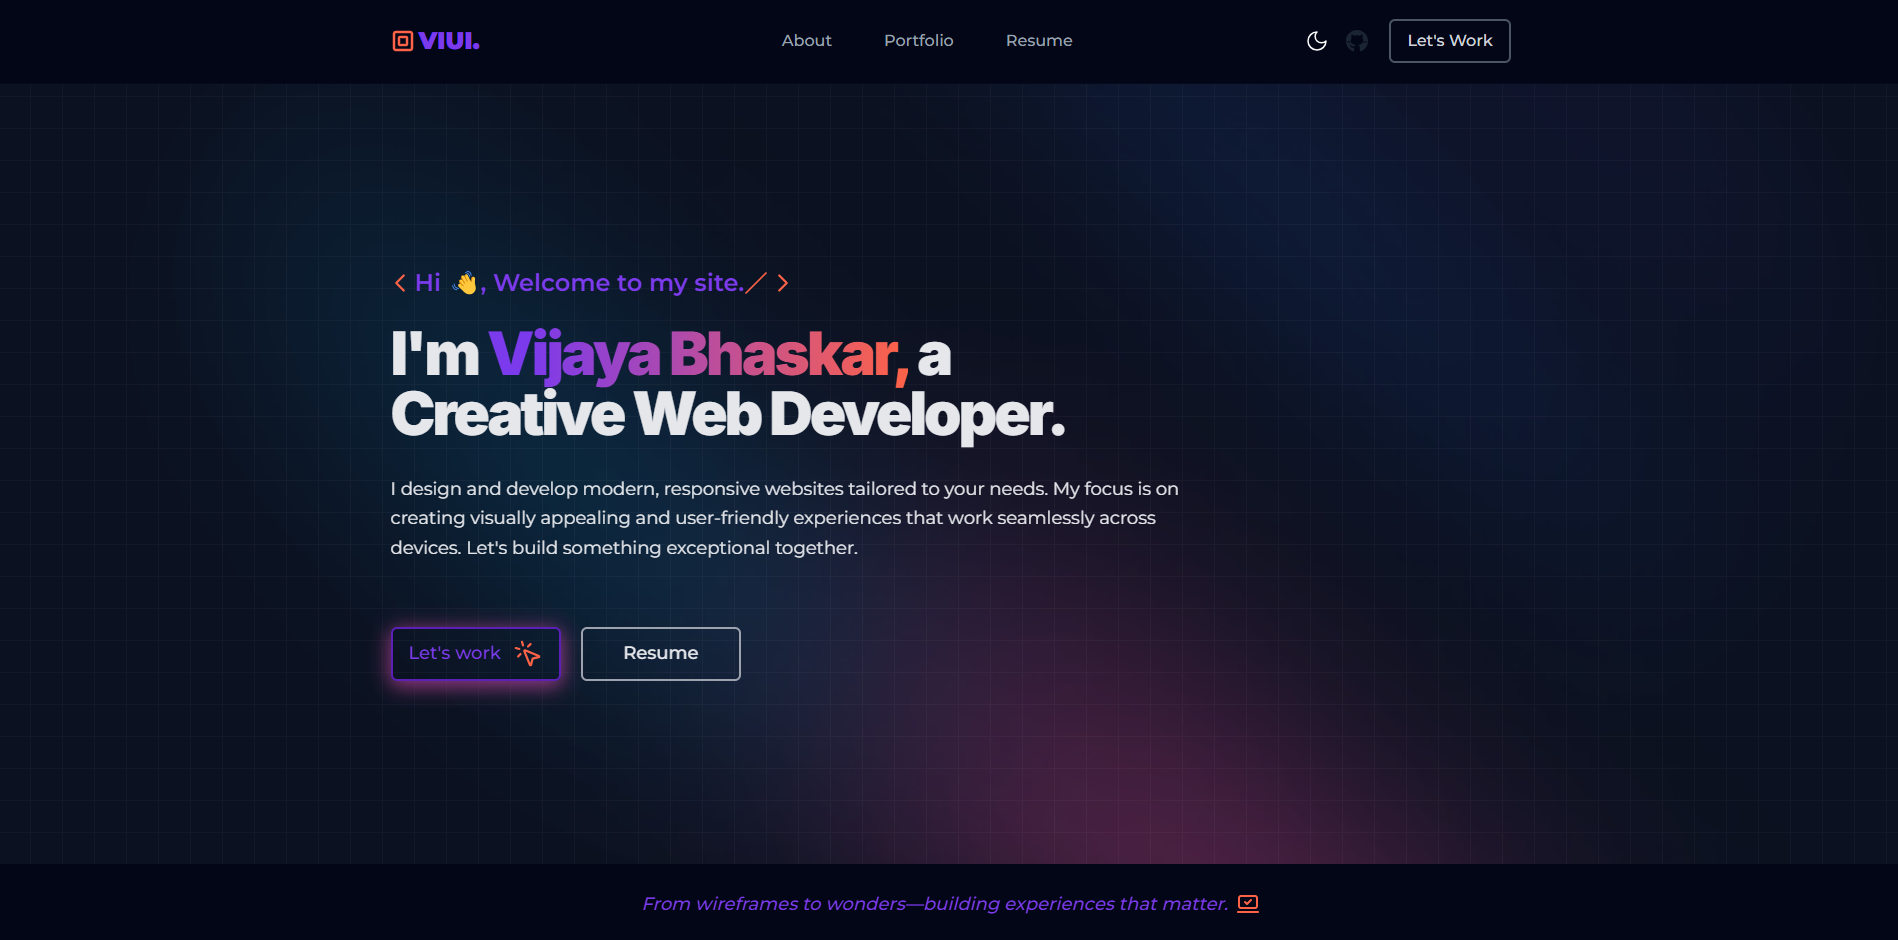 VIUI.
About
Portfolio
Resume
Let's Work
Hi 👋, Welcome to my site.
I'm Vijaya Bhaskar, a
Creative Web Developer.
I design and develop modern, responsive websites tailored to your needs. My focus is on
creating visually appealing and user-friendly experiences that work seamlessly across
devices. Let's build something exceptional together.
Let's work
Resume
From wireframes to wonders—building experiences that matter.